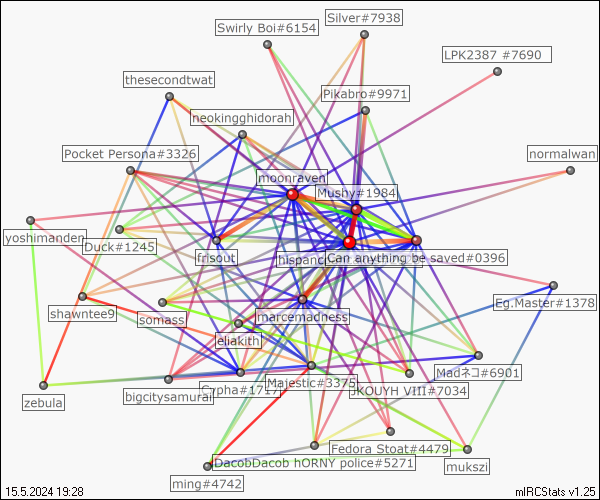 Silver#7938
Swirly Boi#6154
LPK2387 #7690
thesecondtwat
Pikabro#9971
neokingghidorah
Pocket Persona#3326
normalwan
moonraven
Mushy#1984
yoshimanden
Duck#1245
frisout
hispanc
Can anything be saved#0396
shawntee9
somass
marcemadness
Eg.Master#1378
eliakith
Madネコ#6901
zebula
bigcitysamurai
Cypha#1717
Majestic#3375
JKOUYH VIII#7034
Fedora Stoat#4479
DacobDacob hORNY police#5271
mukszi
ming#4742
15.5.2024 19:28
mIRCStats v1.25